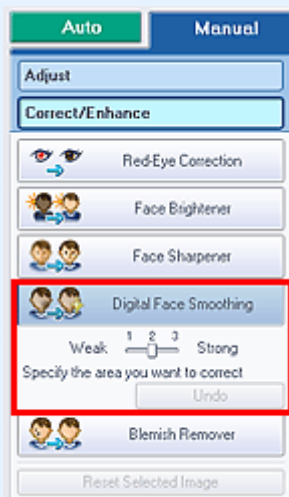 Auto Manual
Adjust
Correct/Enhance
Red-Eye Correction
Face Brightener
Face Sharpener
Digital Face Smoothing
1 2 3
Weak Strong
Specify the area you want to correct
Undo
Blemish Remover
Reset Selected Image